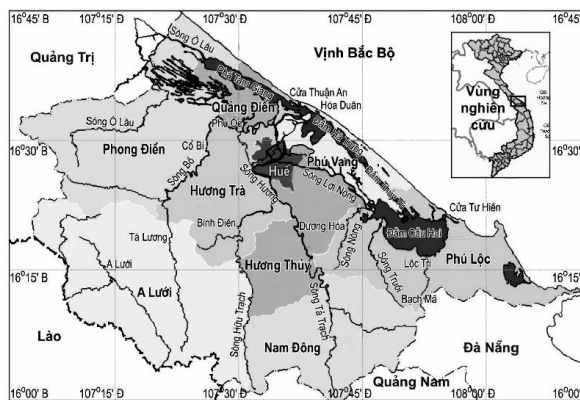 16°45' B 107°15' Đ 107°30' Đ 107°45' Đ 108°00' Đ 16°45' B
Sông Ô Lâu
Quảng Trị
Vịnh Bắc Bộ
Phá Tam Giang
Cửa Thuận An
Hòa Duân
Quảng Điền
Phú Ốc
Vùng
nghiên
cứu
Sông Ô Lâu
Cổ Bi
16°30'
16°30'
Phong Điền
Sông Bồ
Phú Vang
Huế
Hương Trà
Sông Hương
Sông Lợi Nông
Cửa Tư Hiền
Bình Điền
Dương Hòa
Đầm Cầu Hai
Tà Lương
Sông Nông
Phú Lộc
Lộc Trì
16°15'
A Lưới
Hương Thủy
Sông Truồi
16°15'
A Lưới
Bạch Mã
Sông Hữu Trạch
Sông Tả Trạch
Lào
Nam Đông
Đà Nẵng
Quảng Nam
16°00' B 107°15' Đ 107°30' Đ 107°45' Đ 108°00' Đ 16°00' B